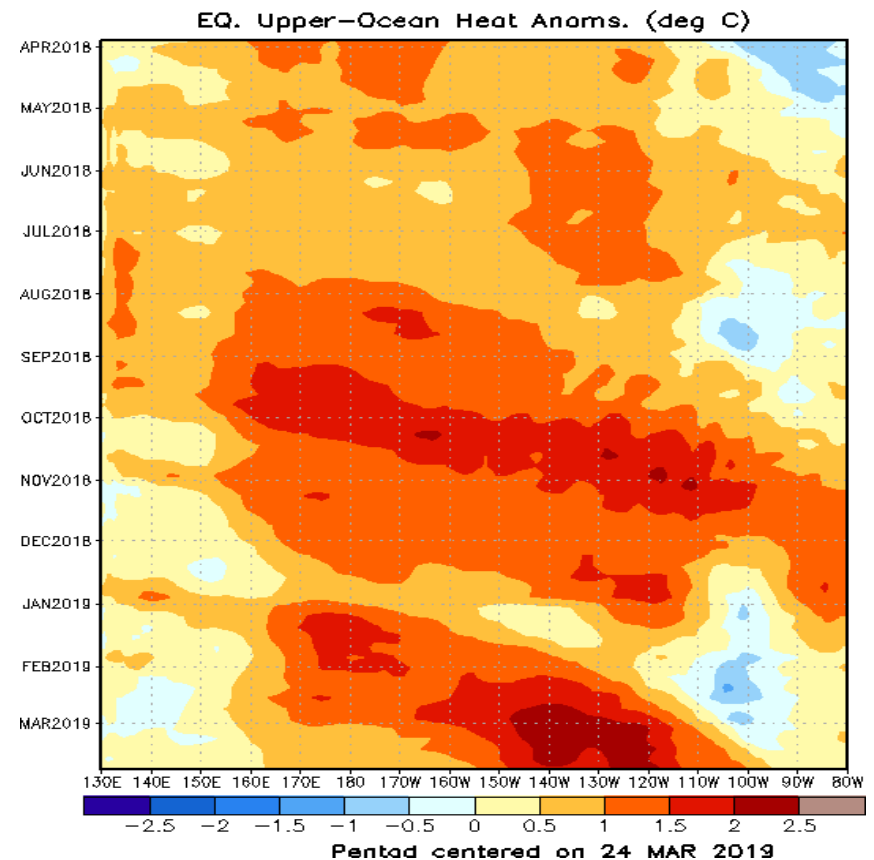 EQ. Upper-Ocean Heat Anoms. (deg C)
APR2018
MAY2018
JUN2018
JUL2018
AUG2018
SEP2018
OCT2018
NOV2018
DEC2018
JAN2019
FEB2019
MAR2019
130E 140E 150E 160E 170E 180 170W 160W 150W 140W 130W 120W 110W 100W 90W 80W
-2.5 -2 -1.5 -1 -0.5 0 0.5 1 1.5 2 2.5
Pentad centered on 24 MAR 2019